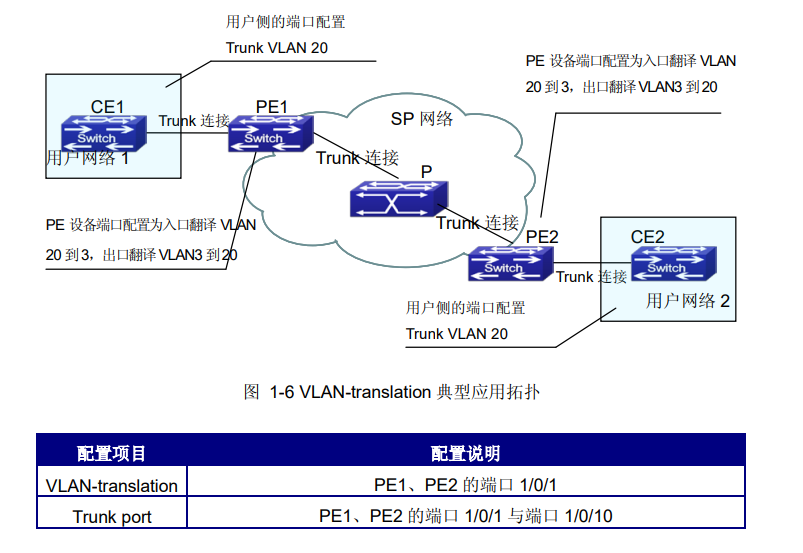 用户侧的端口配置
Trunk VLAN 20
PE 设备端口配置为入口翻译 VLAN
20 到 3，出口翻译 VLAN3 到 20
CE1
PE1
SP 网络
Trunk 连接
Switch
Switch
用户网络 1
Trunk 连接
P
PE 设备端口配置为入口翻译 VLAN
20 到 3，出口翻译 VLAN3 到 20
Trunk 连接
PE2
CE2
Switch
Trunk 连接
Switch
用户网络 2
用户侧的端口配置
Trunk VLAN 20
图 1-6 VLAN-translation 典型应用拓扑
配置项目 配置说明
VLAN-translation PE1、PE2 的端口 1/0/1
Trunk port PE1、PE2 的端口 1/0/1 与端口 1/0/10